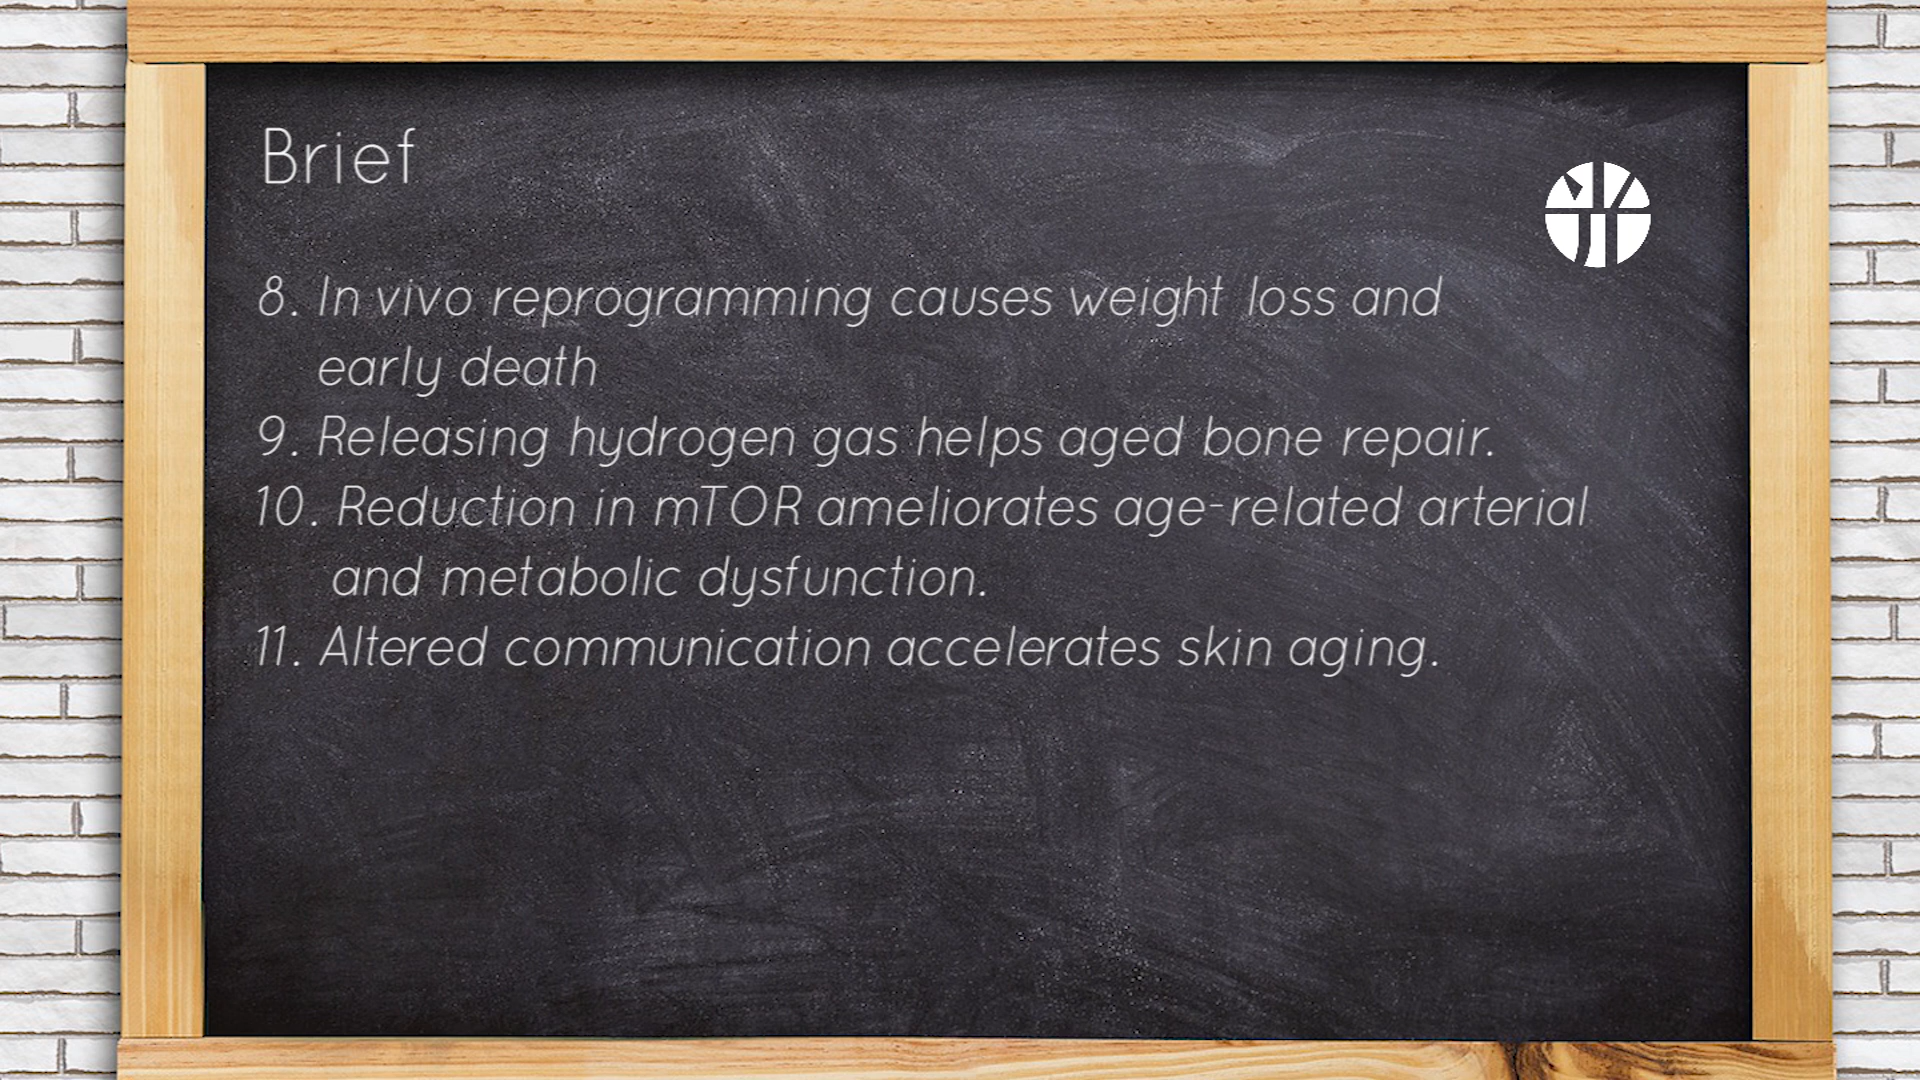 Brief
8. In vivo reprogramming causes weight loss and
early death
9. Releasing hydrogen gas helps aged bone repair.
10. Reduction in mTOR ameliorates age-related arterial
and metabolic dysfunction.
11. Altered communication accelerates skin aging.